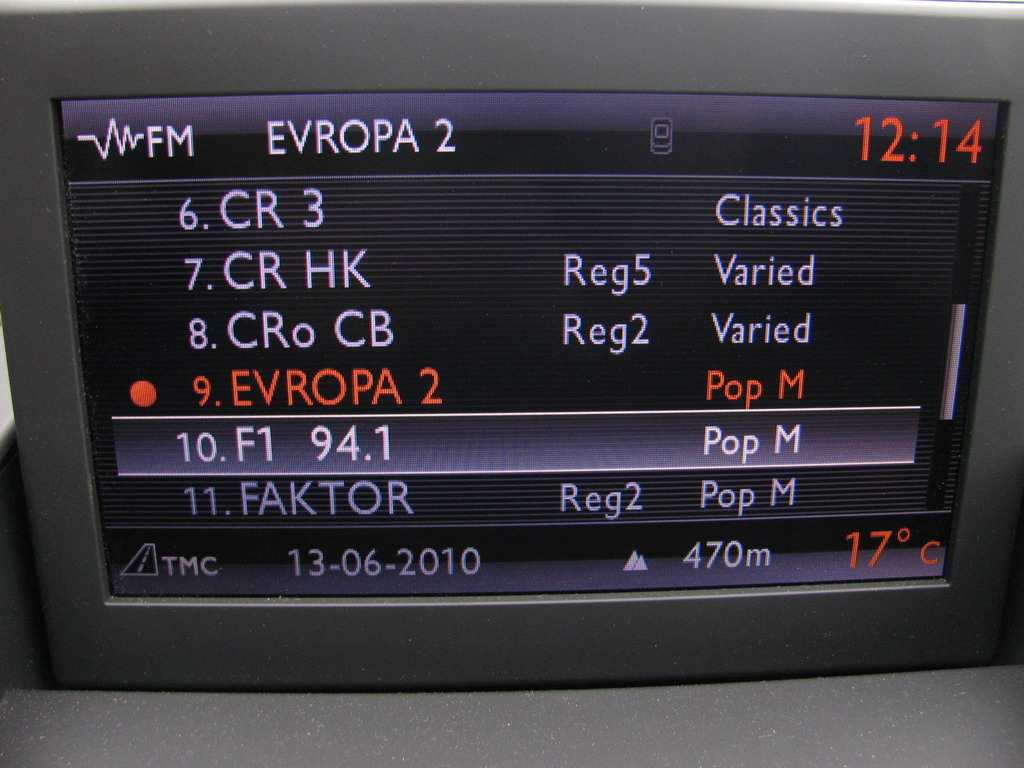 FM EVROPA 2 12:14
6. CR 3 Classics
7. CR HK Reg5 Varied
8. CRo CB Reg2 Varied
9. EVROPA 2 Pop M
10. F1 94.1 Pop M
11. FAKTOR Reg2 Pop M
TMC 13-06-2010 470m 17° C